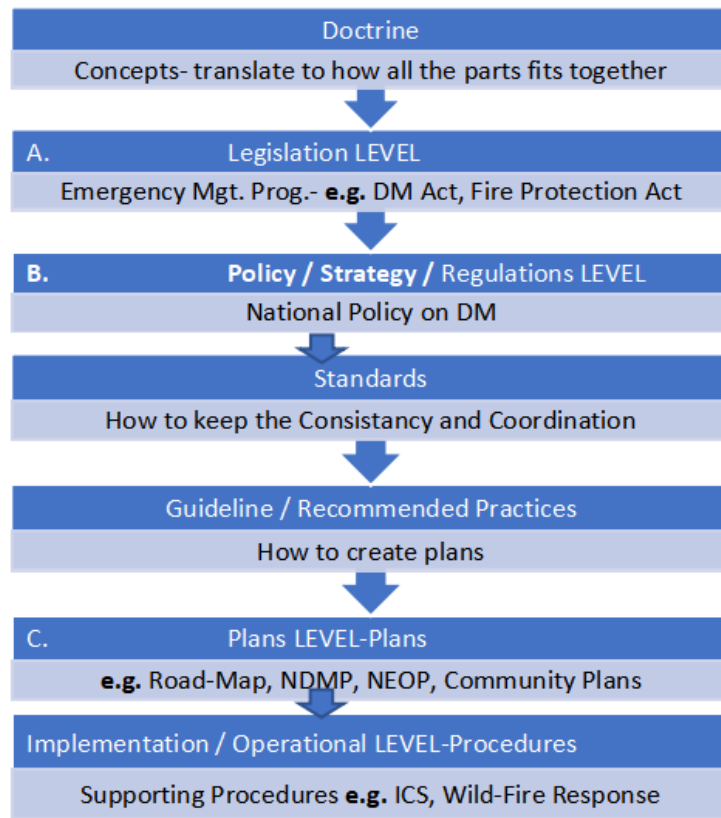 Doctrine
Concepts- translate to how all the parts fits together
A. Legislation LEVEL
Emergency Mgt. Prog.- e.g. DM Act, Fire Protection Act
B. Policy / Strategy / Regulations LEVEL
National Policy on DM
Standards
How to keep the Consistancy and Coordination
Guideline / Recommended Practices
How to create plans
C. Plans LEVEL-Plans
e.g. Road-Map, NDMP, NEOP, Community Plans
Implementation / Operational LEVEL-Procedures
Supporting Procedures e.g. ICS, Wild-Fire Response